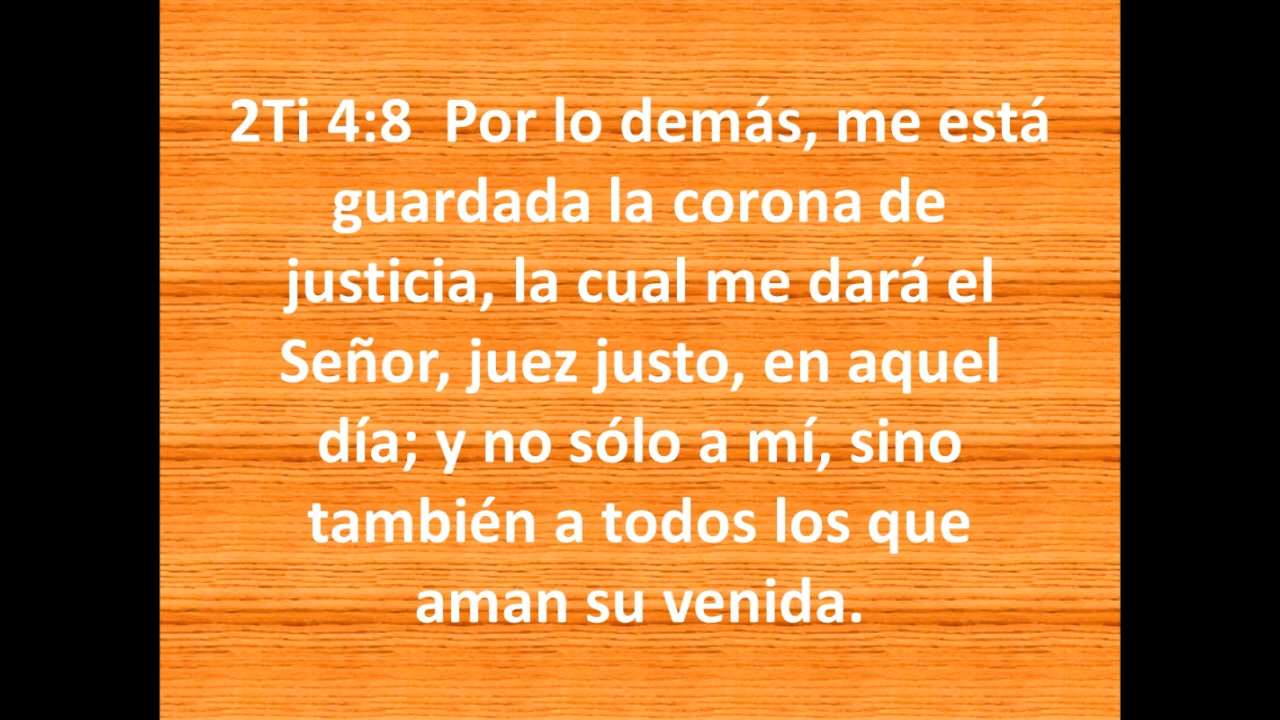 2Ti 4:8  Por lo demás, me está
guardada la corona de
justicia, la cual me dará el
Señor, juez justo, en aquel
día; y no sólo a mí, sino
también a todos los que
aman su venida.